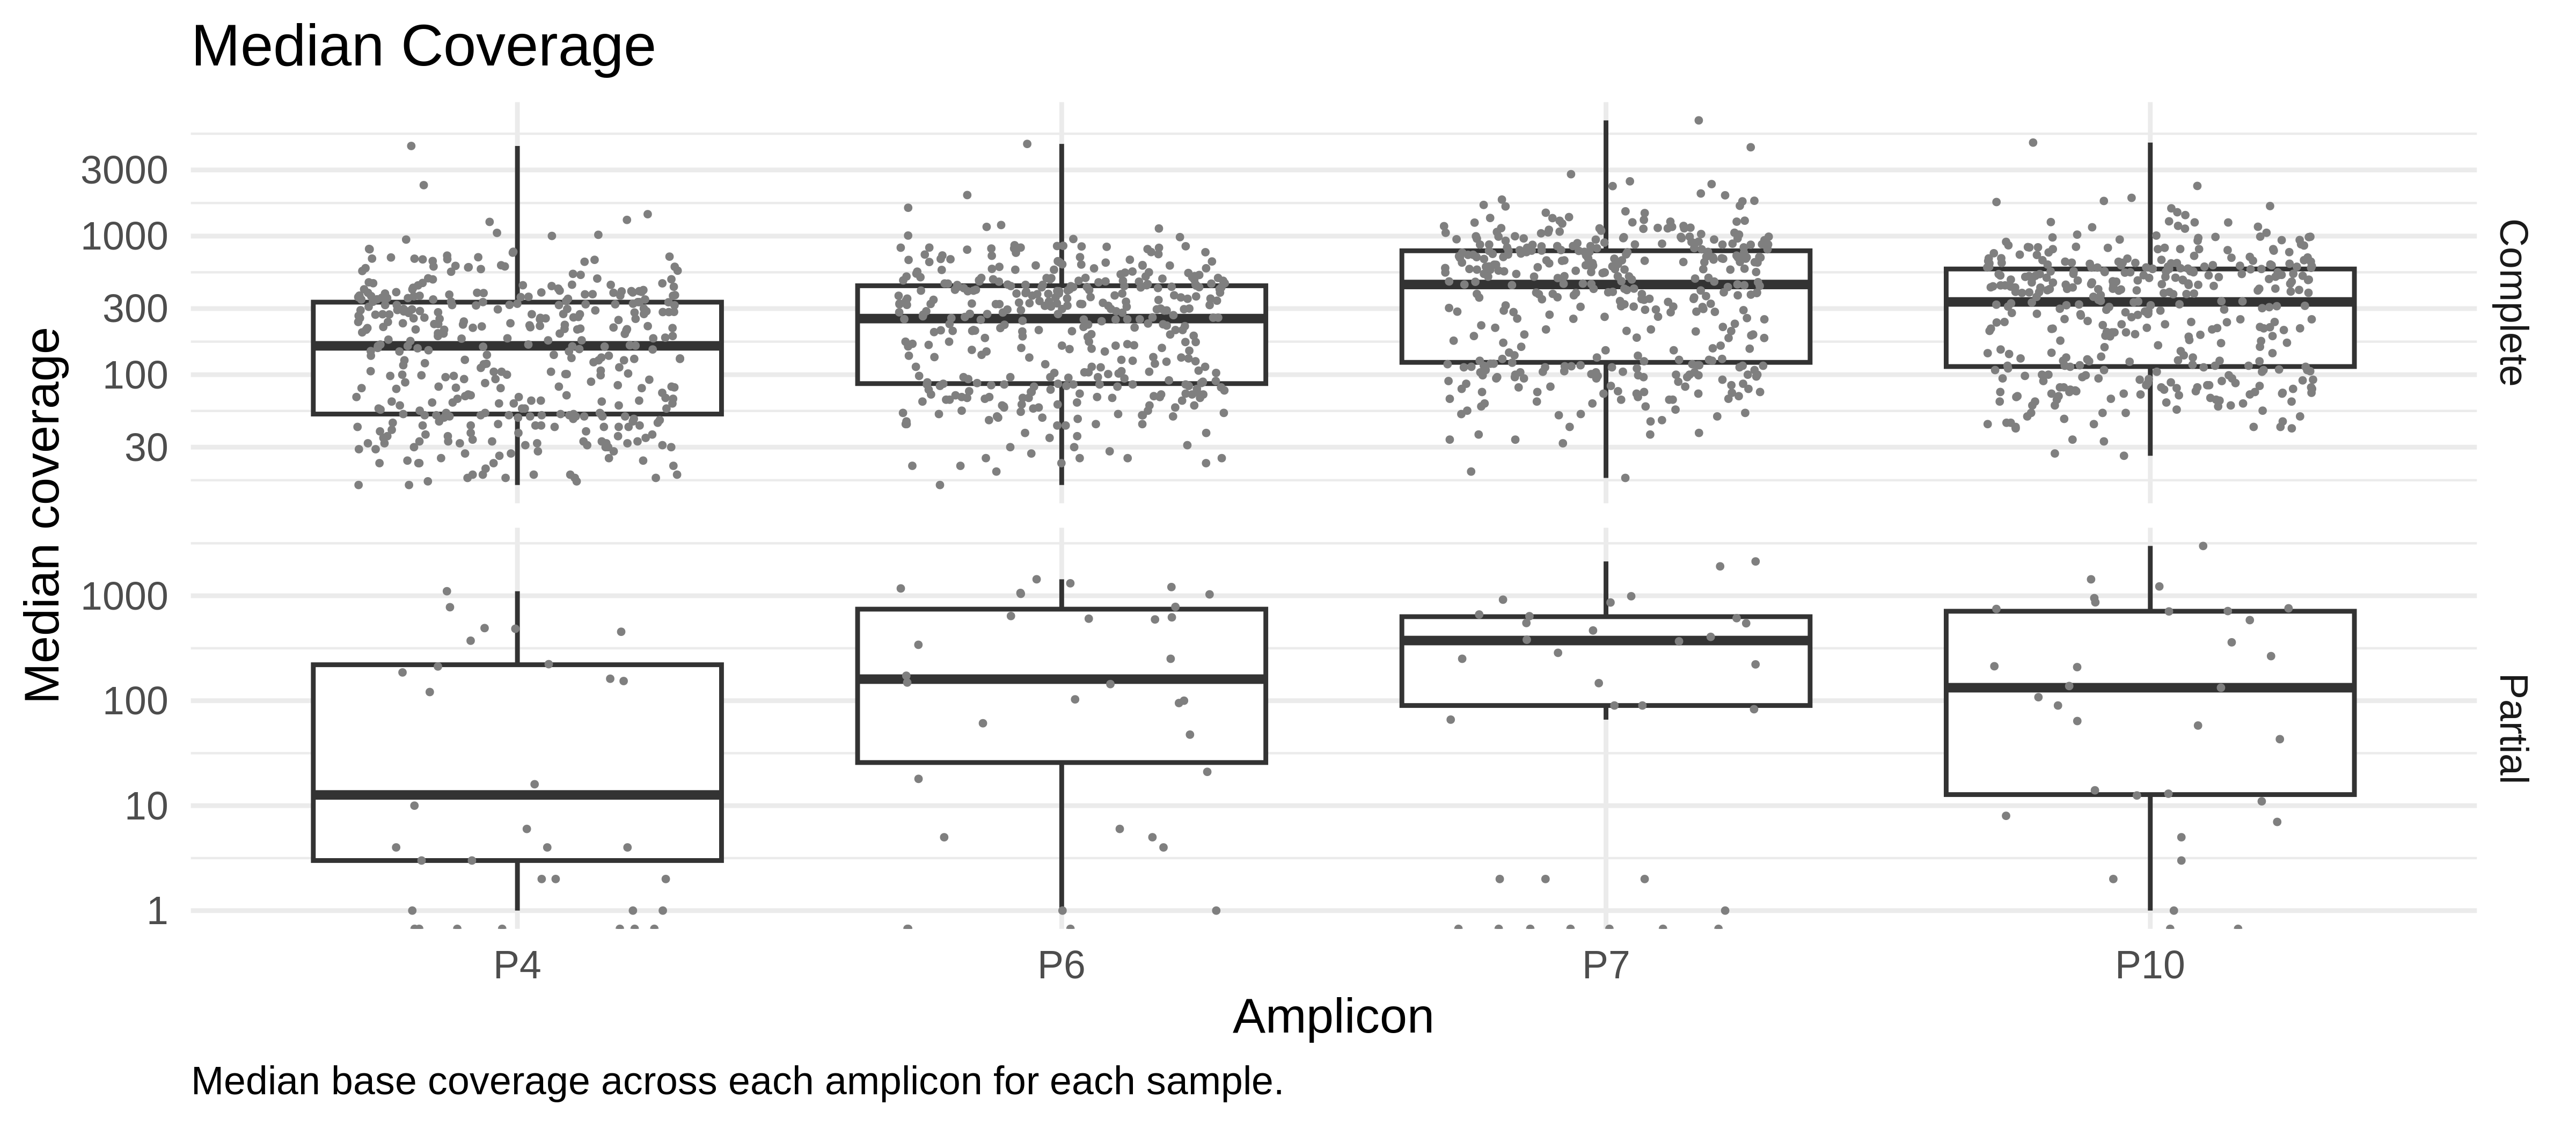 Median Coverage
Median coverage
3000
1000
300
100
30
Complete
1000
100
10
1
Partial
P4
P6
P7
P10
Amplicon
Median base coverage across each amplicon for each sample.